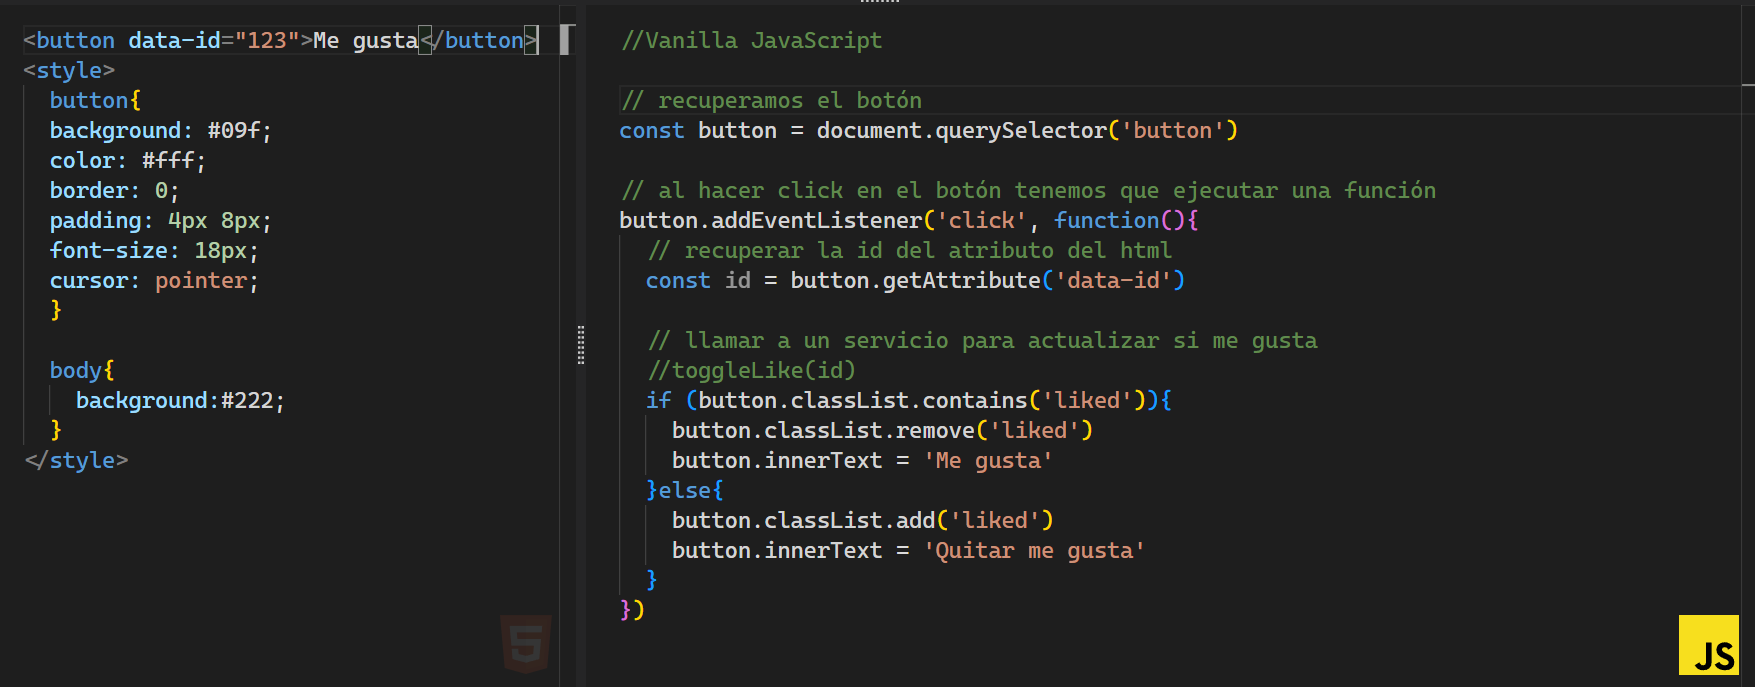 <button data-id="123">Me gusta</button>
<style>
  button{
  background: #09f;
  color: #fff;
  border: 0;
  padding: 4px 8px;
  font-size: 18px;
  cursor: pointer;
  }
  body{
    background:#222;
  }
</style>
//Vanilla JavaScript
// recuperamos el botón
const button = document.querySelector('button')
// al hacer click en el botón tenemos que ejecutar una función
button.addEventListener('click', function(){
  // recuperar la id del atributo del html
  const id = button.getAttribute('data-id')
  // llamar a un servicio para actualizar si me gusta
  //toggleLike(id)
  if (button.classList.contains('liked')){
    button.classList.remove('liked')
    button.innerText = 'Me gusta'
  }else{
    button.classList.add('liked')
    button.innerText = 'Quitar me gusta'
  }
})
5
JS